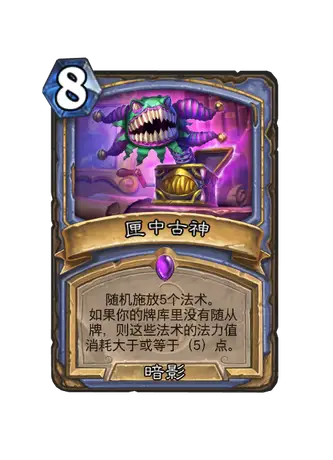 8
匣中古神
随机施放5个法术。
如果你的牌库里没有随从
牌，则这些法术的法力值
消耗大于或等于（5）点。
暗影